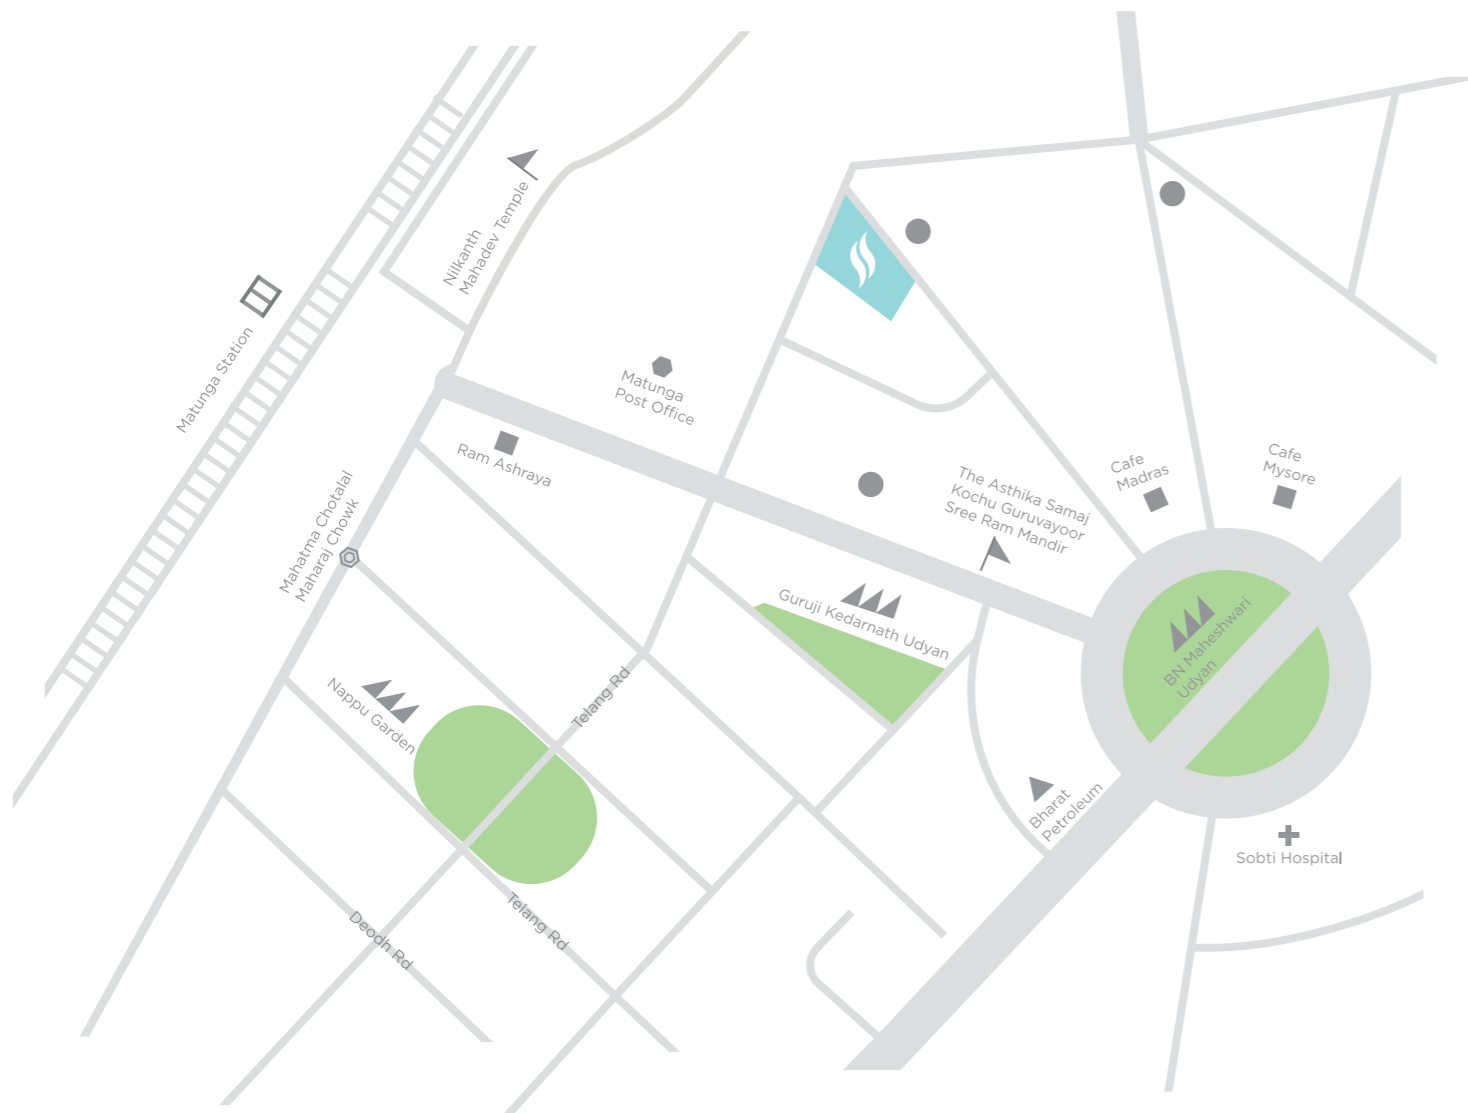 Nilkanth
Mahadev Temple
Matunga Station
Matunga
Post Office
Ram Ashraya
The Asthika Samaj
Kochu Guruvayoor
Sree Ram Mandir
Cafe
Madras
Cafe
Mysore
Mahatma Chotalal
Maharaj Chowk
Guruji Kedarnath Udyan
BN Maheshwari
Udyan
Nappu Garden
Telang Rd
Bharat
Petroleum
Sobti Hospital
Telang Rd
Deodh Rd